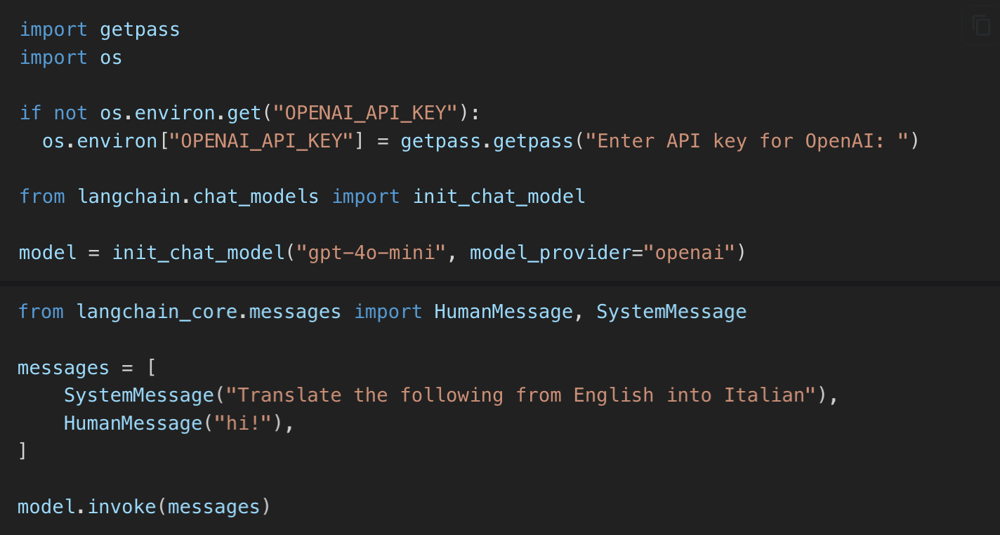 import getpass
import os
if not os.environ.get("OPENAI_API_KEY"):
  os.environ["OPENAI_API_KEY"] = getpass.getpass("Enter API key for OpenAI: ")
from langchain.chat_models import init_chat_model
model = init_chat_model("gpt-4o-mini", model_provider="openai")
from langchain_core.messages import HumanMessage, SystemMessage
messages = [
    SystemMessage("Translate the following from English into Italian"),
    HumanMessage("hi!"),
]
model.invoke(messages)